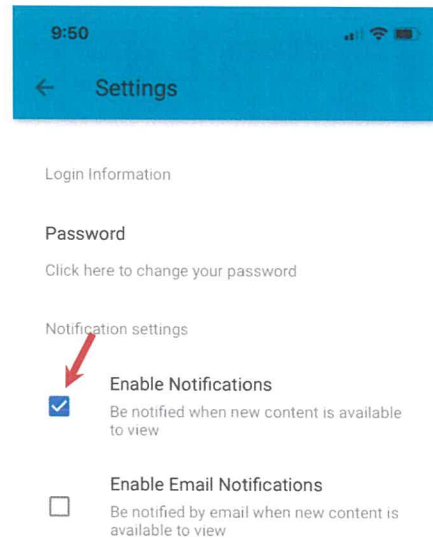 9:50
Settings
Login Information
Password
Click here to change your password
Notification settings
Enable Notifications
Be notified when new content is available
to view
Enable Email Notifications
Be notified by email when new content is
available to view